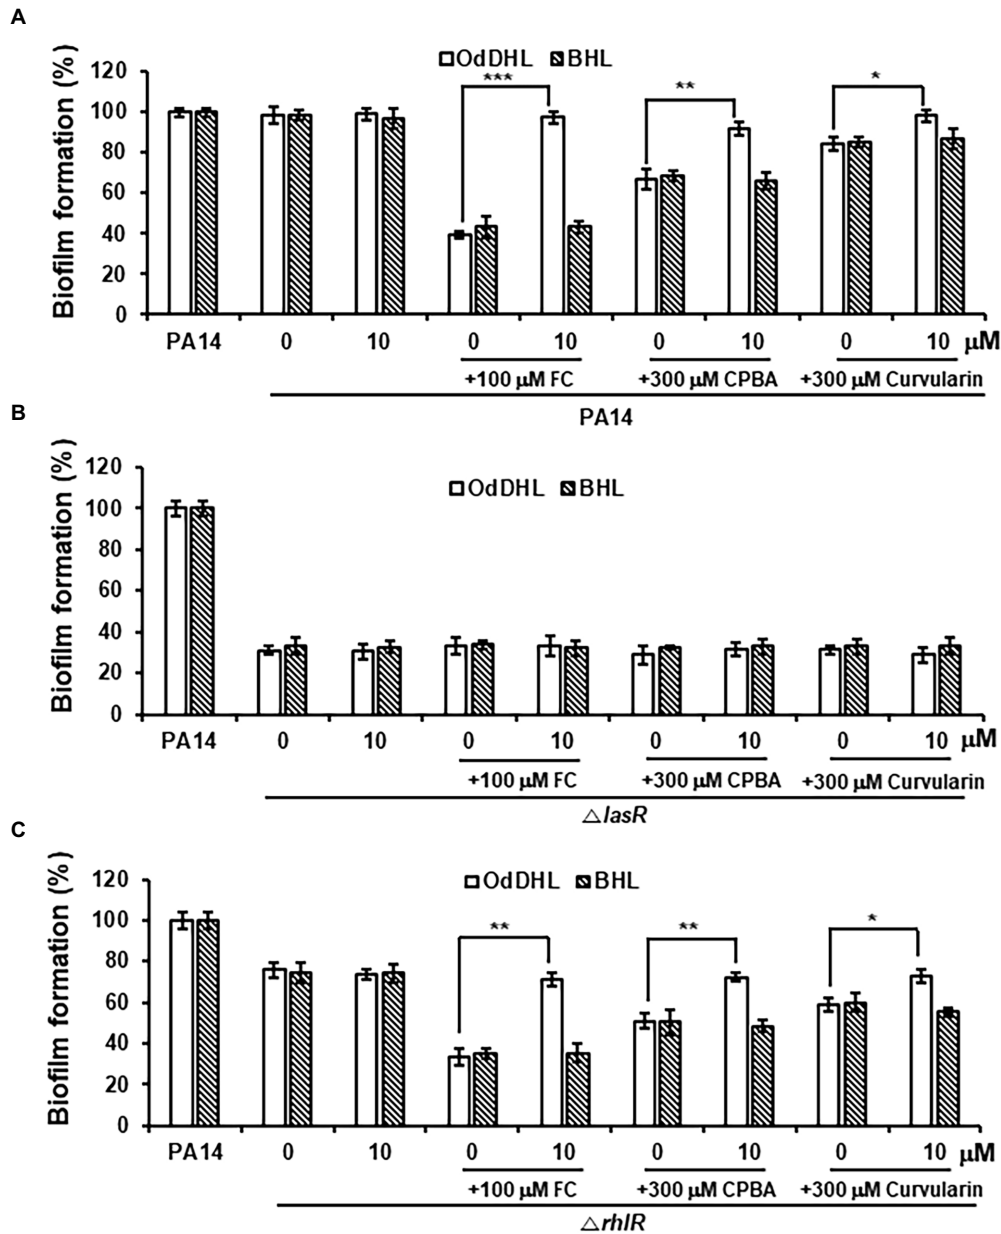 A
Biofilm formation (%)
OdDHL BHL
120
100
80
60
40
20
0
*** ** *
PA14 0 10 0 10 0 10 0 10 μM
+100 μM FC +300 μM CPBA +300 μM Curvularin
PA14
B
Biofilm formation (%)
OdDHL BHL
120
100
80
60
40
20
0
PA14 0 10 0 10 0 10 0 10 μM
+100 μM FC +300 μM CPBA +300 μM Curvularin
△lasR
C
Biofilm formation (%)
OdDHL BHL
120
100
80
60
40
20
0
** ** *
PA14 0 10 0 10 0 10 0 10 μM
+100 μM FC +300 μM CPBA +300 μM Curvularin
△rhlR